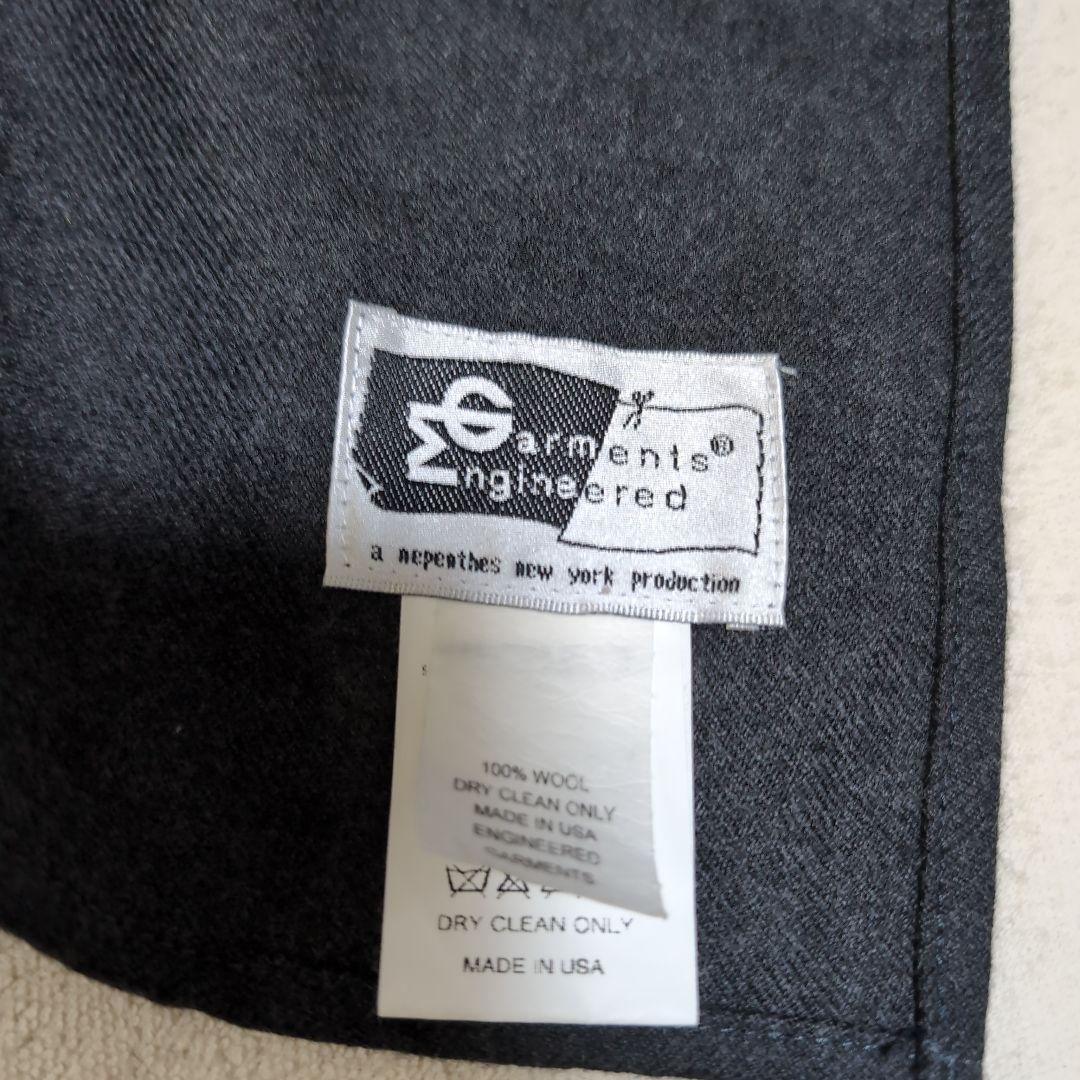 Garments®
Engineered
a nepenthes new york production
100% WOOL
DRY CLEAN ONLY
MADE IN USA
ENGINEERED
GARMENTS
DRY CLEAN ONLY
MADE IN USA